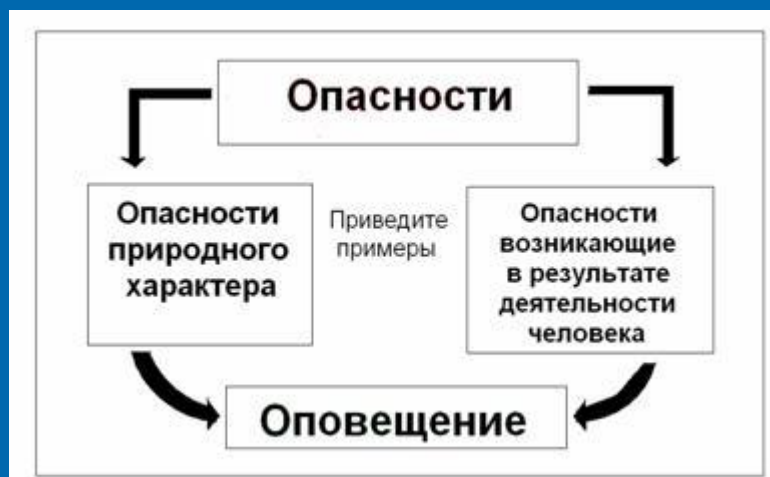 Опасности
Опасности
природного
характера
Приведите
примеры
Опасности
возникающие
в результате
деятельности
человека
Оповещение